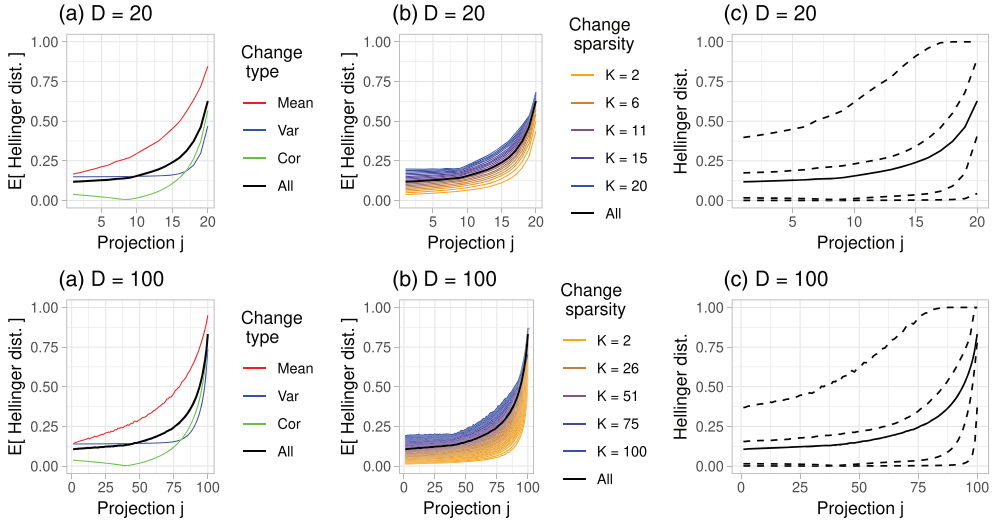 (a) D = 20
E[ Hellinger dist. ]
1.00
0.75
0.50
0.25
0.00
5 10 15 20
Projection j
Change
type
Mean
Var
Cor
All
(b) D = 20
E[ Hellinger dist. ]
1.00
0.75
0.50
0.25
0.00
5 10 15 20
Projection j
Change
sparsity
K = 2
K = 6
K = 11
K = 15
K = 20
All
(c) D = 20
Hellinger dist.
1.00
0.75
0.50
0.25
0.00
5 10 15 20
Projection j
(a) D = 100
E[ Hellinger dist. ]
1.00
0.75
0.50
0.25
0.00
0 25 50 75 100
Projection j
Change
type
Mean
Var
Cor
All
(b) D = 100
E[ Hellinger dist. ]
1.00
0.75
0.50
0.25
0.00
0 25 50 75 100
Projection j
Change
sparsity
K = 2
K = 26
K = 51
K = 75
K = 100
All
(c) D = 100
Hellinger dist.
1.00
0.75
0.50
0.25
0.00
0 25 50 75 100
Projection j